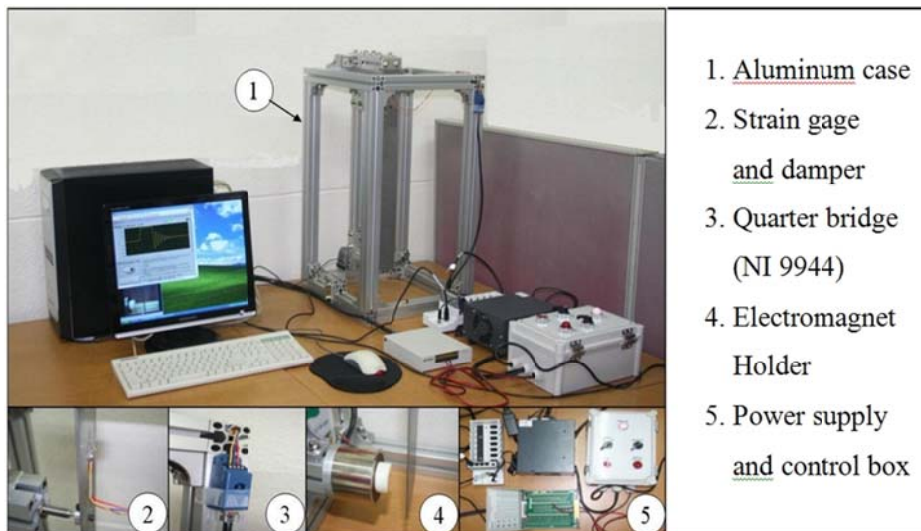 1
2
3
4
5
1. Aluminum case
2. Strain gage
and damper
3. Quarter bridge
(NI 9944)
4. Electromagnet
Holder
5. Power supply
and control box